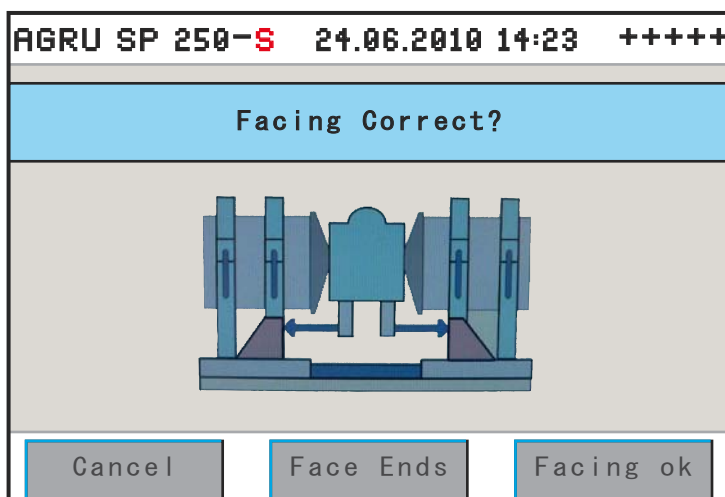 AGRU SP 250-S 24.06.2010 14:23 +++++
Facing Correct?
Cancel Face Ends Facing ok